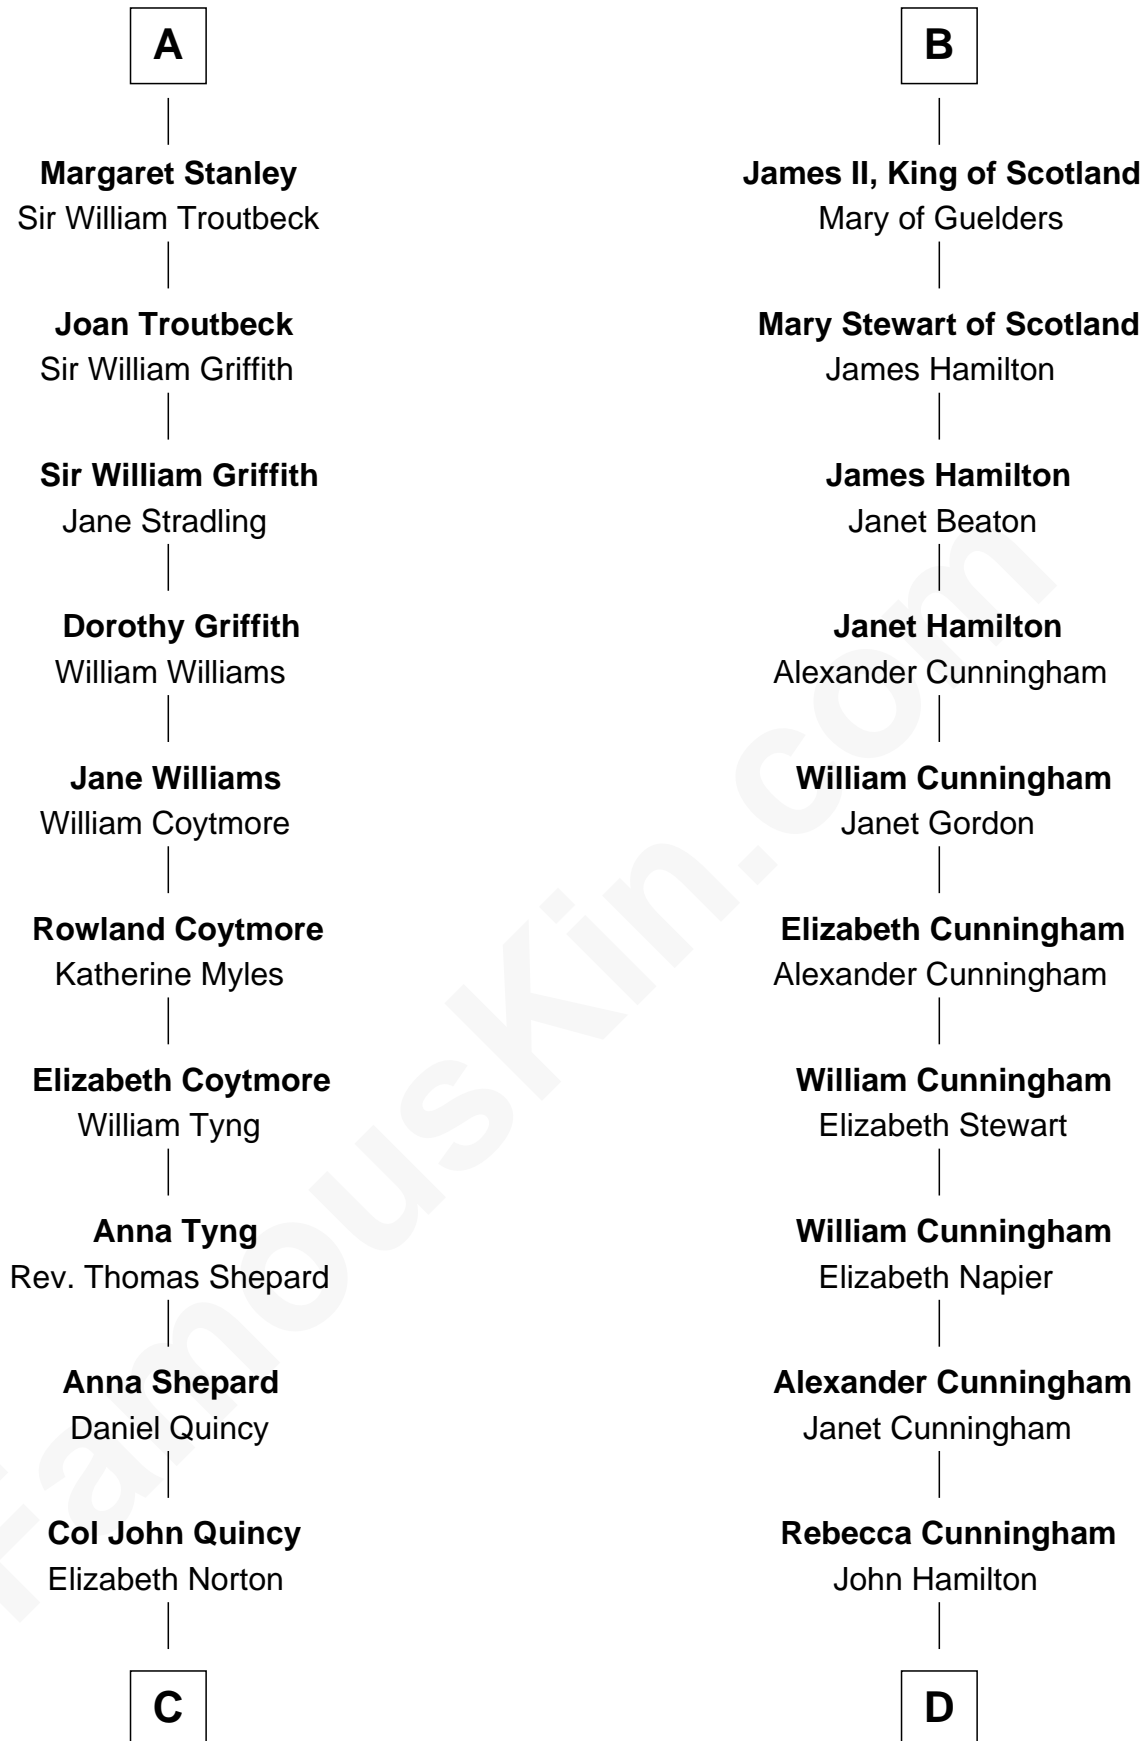 A
Margaret Stanley
Sir William Troutbeck
Joan Troutbeck
Sir William Griffith
Sir William Griffith
Jane Stradling
Dorothy Griffith
William Williams
Jane Williams
William Coytmore
Rowland Coytmore
Katherine Myles
Elizabeth Coytmore
William Tyng
Anna Tyng
Rev. Thomas Shepard
Anna Shepard
Daniel Quincy
Col John Quincy
Elizabeth Norton
C
B
James II, King of Scotland
Mary of Guelders
Mary Stewart of Scotland
James Hamilton
James Hamilton
Janet Beaton
Janet Hamilton
Alexander Cunningham
William Cunningham
Janet Gordon
Elizabeth Cunningham
Alexander Cunningham
William Cunningham
Elizabeth Stewart
William Cunningham
Elizabeth Napier
Alexander Cunningham
Janet Cunningham
Rebecca Cunningham
John Hamilton
D
FamousKin.com